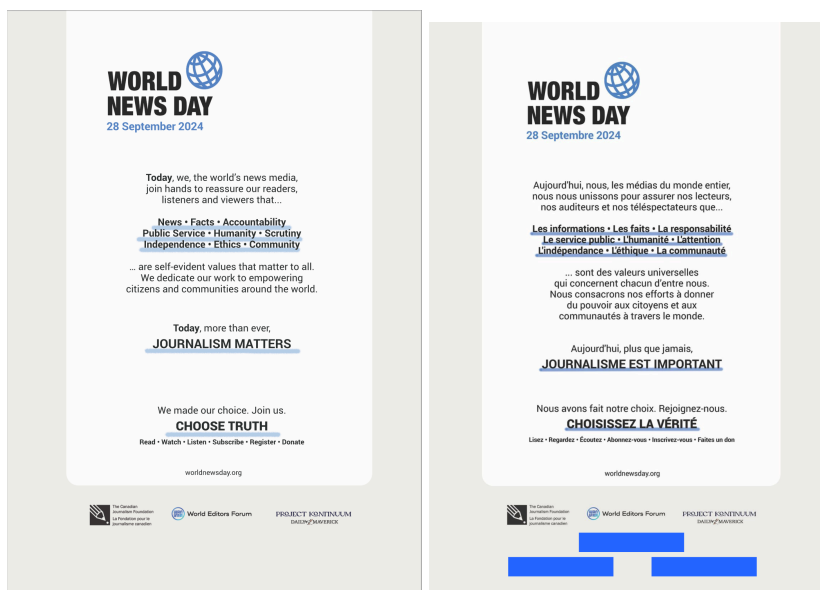 WORLD
NEWS DAY
28 September 2024
Today, we, the world's news media,
join hands to reassure our readers,
listeners and viewers that...
News • Facts • Accountability
Public Service • Humanity • Scrutiny
Independence • Ethics • Community
... are self-evident values that matter to all.
We dedicate our work to empowering
citizens and communities around the world.
Today, more than ever,
JOURNALISM MATTERS
We made our choice. Join us.
CHOOSE TRUTH
Read • Watch • Listen • Subscribe • Register • Donate
worldnewsday.org
The Canadian
Journalism Foundation
La Fondation pour le
journalisme canadien
World Editors Forum
PROJECT KONTINUUM
DAILY of MAVERICK
WORLD
NEWS DAY
28 Septembre 2024
Aujourd'hui, nous, les médias du monde entier,
nous nous unissons pour assurer nos lecteurs,
nos auditeurs et nos téléspectateurs que...
Les informations • Les faits • La responsabilité
Le service public • L'humanité • L'attention
L'indépendance • L'éthique • La communauté
... sont des valeurs universelles
qui concernent chacun d'entre nous.
Nous consacrons nos efforts à donner
du pouvoir aux citoyens et aux
communautés à travers le monde.
Aujourd'hui, plus que jamais,
JOURNALISME EST IMPORTANT
Nous avons fait notre choix. Rejoignez-nous.
CHOISISSEZ LA VÉRITÉ
Lisez • Regardez • Écoutez • Abonnez-vous • Inscrivez-vous • Faites un don
worldnewsday.org
The Canadian
Journalism Foundation
La Fondation pour le
journalisme canadien
World Editors Forum
PROJECT KONTINUUM
DAILY of MAVERICK